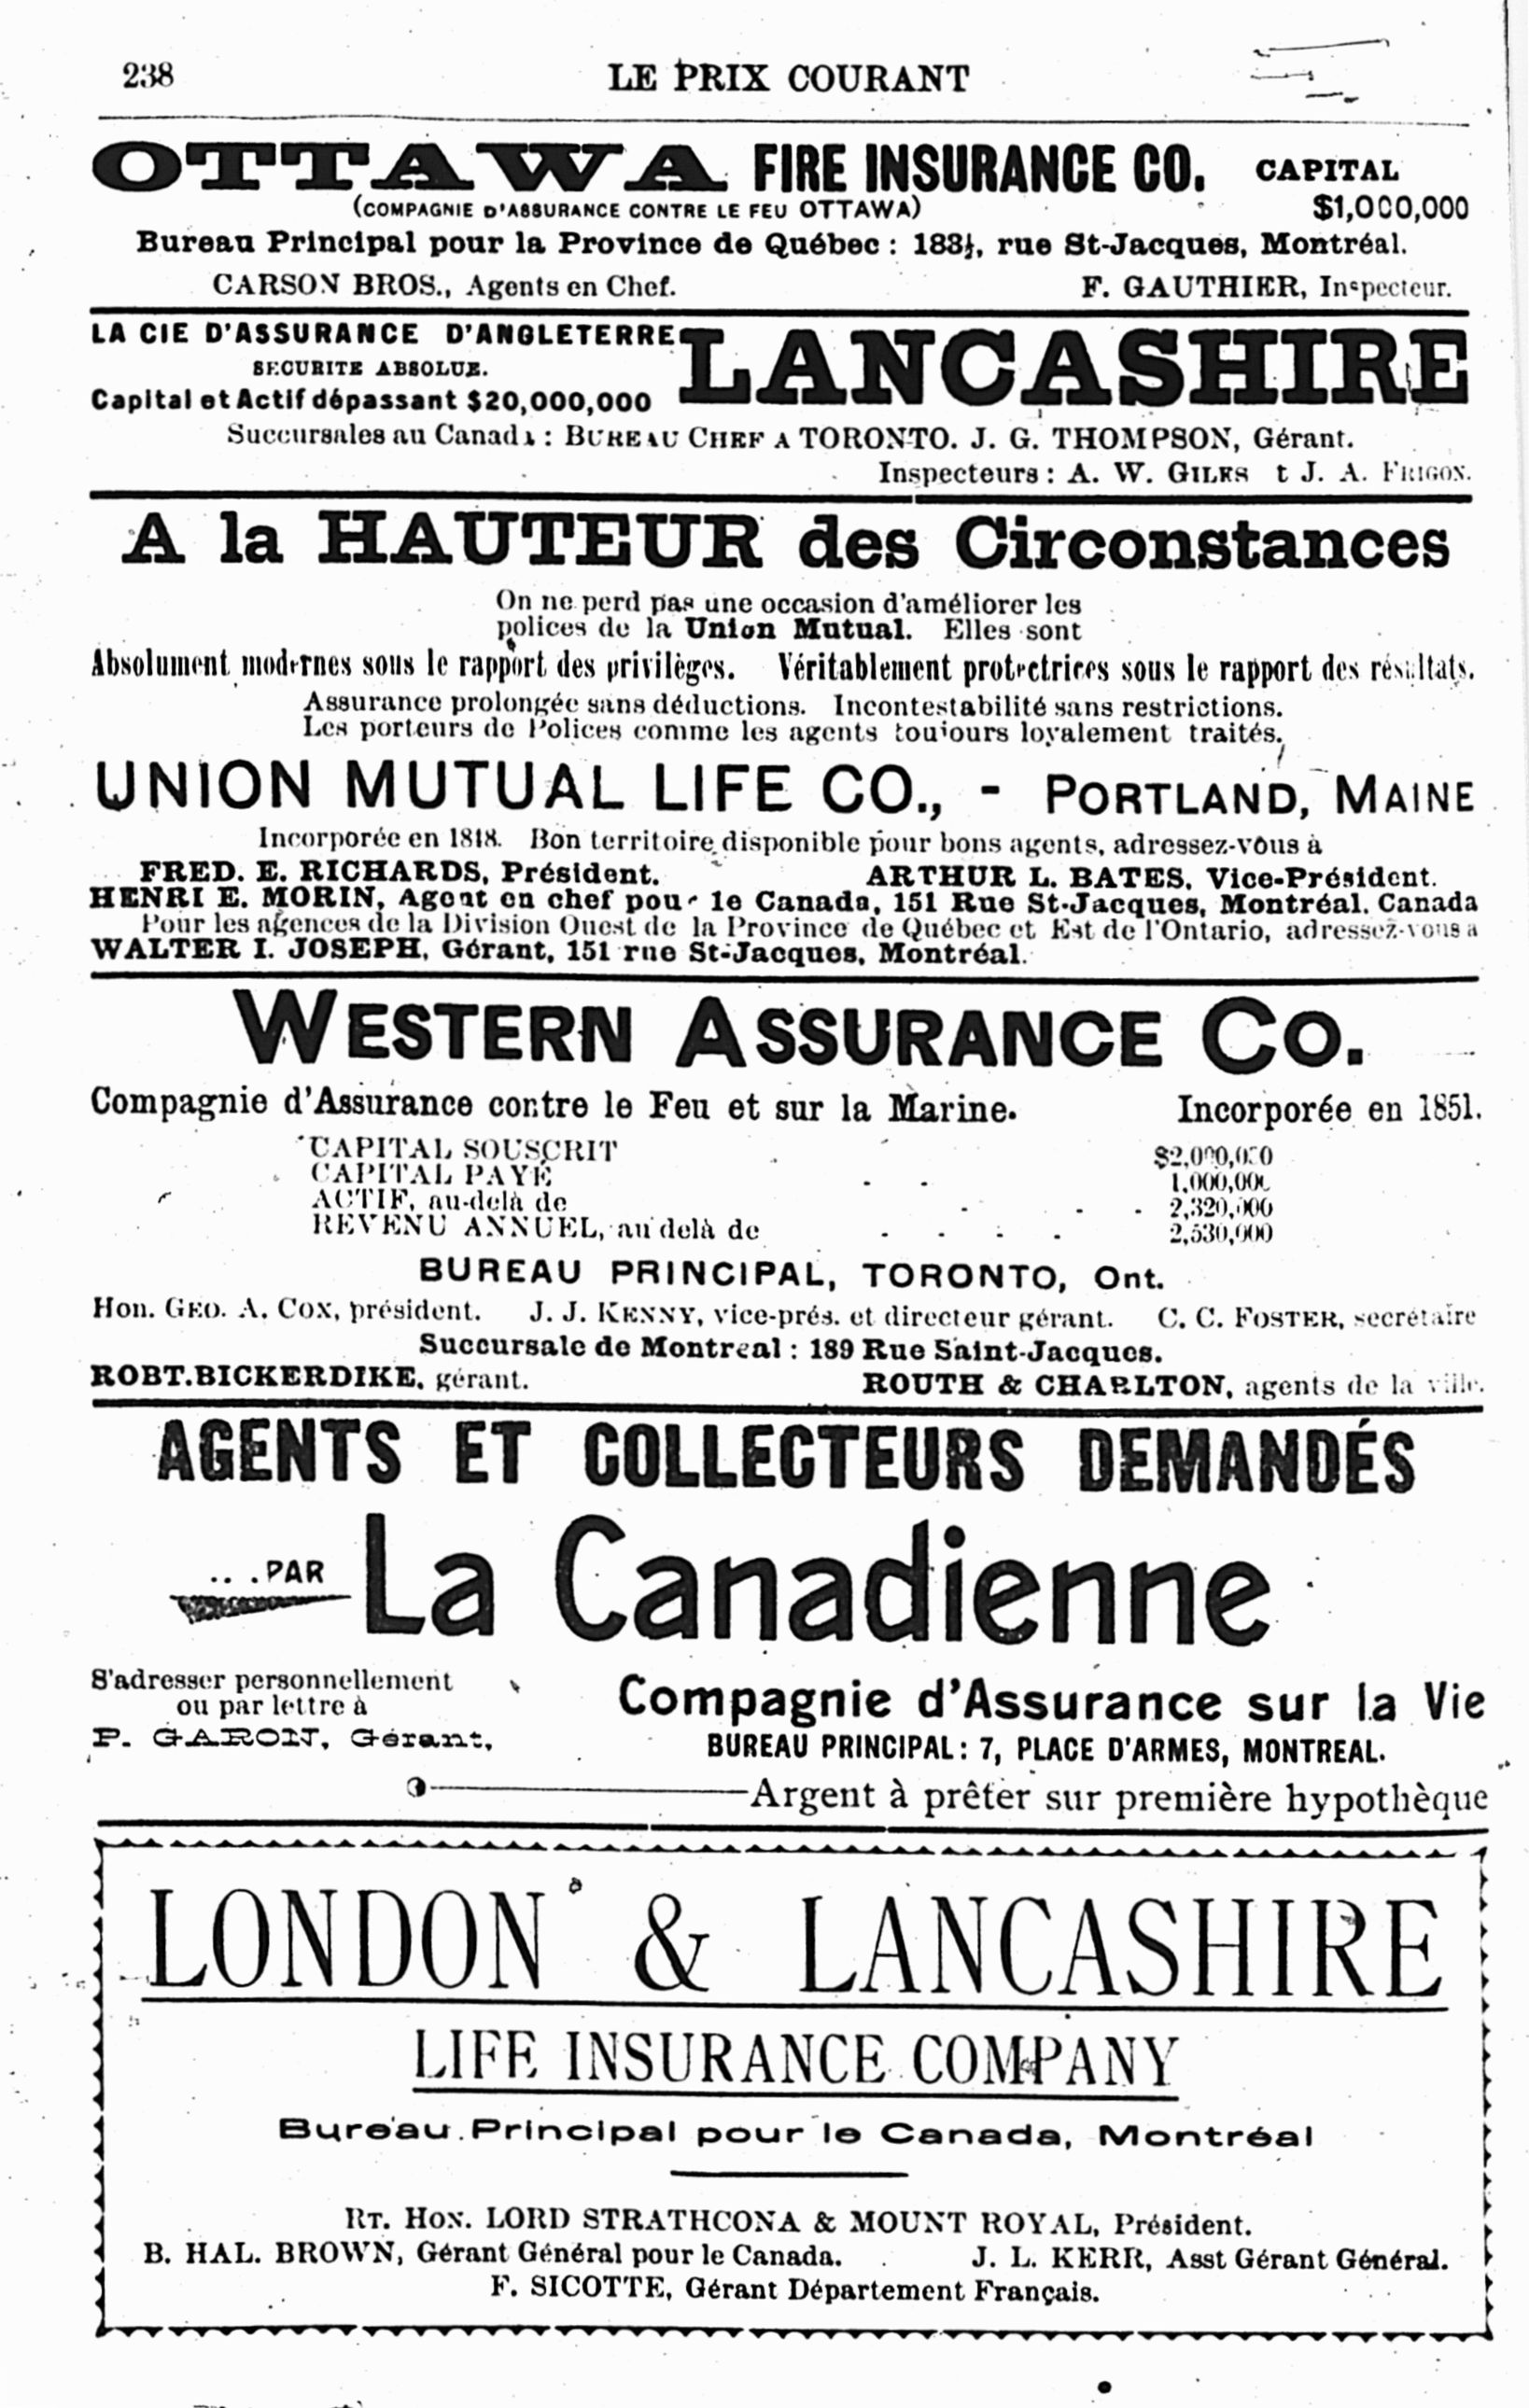 238
LE PRIX COURANT
OTTAWA FIRE INSURANCE CO. CAPITAL
(COMPAGNIE D'ASSURANCE CONTRE LE FEU OTTAWA) $1,000,000
Bureau Principal pour la Province de Québec : 183½, rue St-Jacques, Montréal.
CARSON BROS., Agents en Chef. F. GAUTHIER, Inspecteur.
LA CIE D'ASSURANCE D'ANGLETERRE LANCASHIRE
SECURITE ABSOLUE.
Capital et Actif dépassant $20,000,000
Succursales au Canada : BUREAU CHEF A TORONTO. J. G. THOMPSON, Gérant.
Inspecteurs : A. W. GILES et J. A. FRIGON.
A la HAUTEUR des Circonstances
On ne perd pas une occasion d'améliorer les
polices de la Union Mutual. Elles sont
Absolument modernes sous le rapport des privilèges. Véritablement protectrices sous le rapport des résultats.
Assurance prolongée sans déductions. Incontestabilité sans restrictions.
Les porteurs de Polices comme les agents toujours loyalement traités.
UNION MUTUAL LIFE CO., - PORTLAND, MAINE
Incorporée en 1848. Bon territoire disponible pour bons agents, adressez-vous à
FRED. E. RICHARDS, Président. ARTHUR L. BATES, Vice-Président.
HENRI E. MORIN, Agent en chef pour le Canada, 151 Rue St-Jacques, Montréal, Canada
Pour les agences de la Division Ouest de la Province de Québec et Est de l'Ontario, adressez-vous a
WALTER I. JOSEPH, Gérant, 151 rue St-Jacques, Montréal.
WESTERN ASSURANCE CO.
Compagnie d'Assurance contre le Feu et sur la Marine. Incorporée en 1851.
CAPITAL SOUSCRIT $2,000,000
CAPITAL PAYÉ - - 1,000,000
ACTIF, au-delà de - - - 2,320,000
REVENU ANNUEL, au delà de - - - - 2,530,000
BUREAU PRINCIPAL, TORONTO, Ont.
Hon. GEO. A. COX, président. J. J. KENNY, vice-prés. et directeur gérant. C. C. FOSTER, secrétaire
Succursale de Montreal : 189 Rue Saint-Jacques.
ROBT. BICKERDIKE, gérant. ROUTH & CHARLTON, agents de la ville.
AGENTS ET COLLECTEURS DEMANDÉS
... .PAR La Canadienne
S'adresser personnellement
ou par lettre à
P. GARON, Gérant,
Compagnie d'Assurance sur la Vie
BUREAU PRINCIPAL : 7, PLACE D'ARMES, MONTREAL.
Argent à prêter sur première hypothèque
LONDON & LANCASHIRE
LIFE INSURANCE COMPANY
Bureau Principal pour le Canada, Montréal
RT. HON. LORD STRATHCONA & MOUNT ROYAL, Président.
B. HAL. BROWN, Gérant Général pour le Canada. J. L. KERR, Asst Gérant Général.
F. SICOTTE, Gérant Département Français.